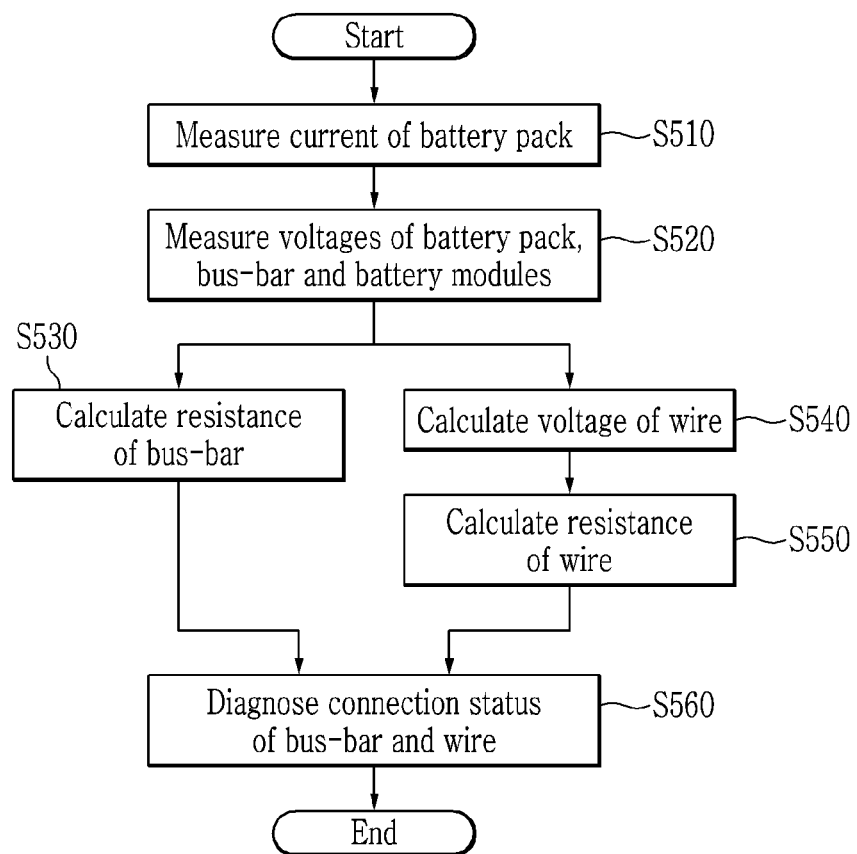 Start
Measure current of battery pack
S510
Measure voltages of battery pack,
bus-bar and battery modules
S520
S530
Calculate resistance
of bus-bar
Calculate voltage of wire
S540
Calculate resistance
of wire
S550
Diagnose connection status
of bus-bar and wire
S560
End